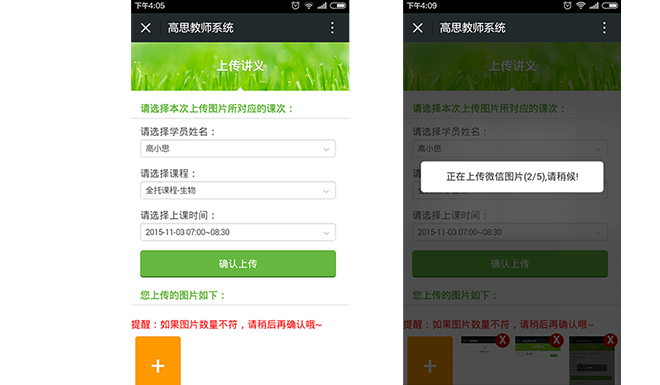 下午4:05
高思教师系统
上传讲义
请选择本次上传图片所对应的课次：
请选择学员姓名：
高小思
请选择课程：
全托课程-生物
请选择上课时间：
2015-11-03 07:00~08:30
确认上传
您上传的图片如下：
提醒：如果图片数量不符，请稍后再确认哦~
+
下午4:09
高思教师系统
上传讲义
请选择本次上传图片所对应的课次：
请选择学员姓名：
高小思
正在上传微信图片(2/5),请稍候!
全托课程-生物
请选择上课时间：
2015-11-03 07:00~08:30
确认上传
您上传的图片如下：
提醒：如果图片数量不符，请稍后再确认哦~
+
X
X
X